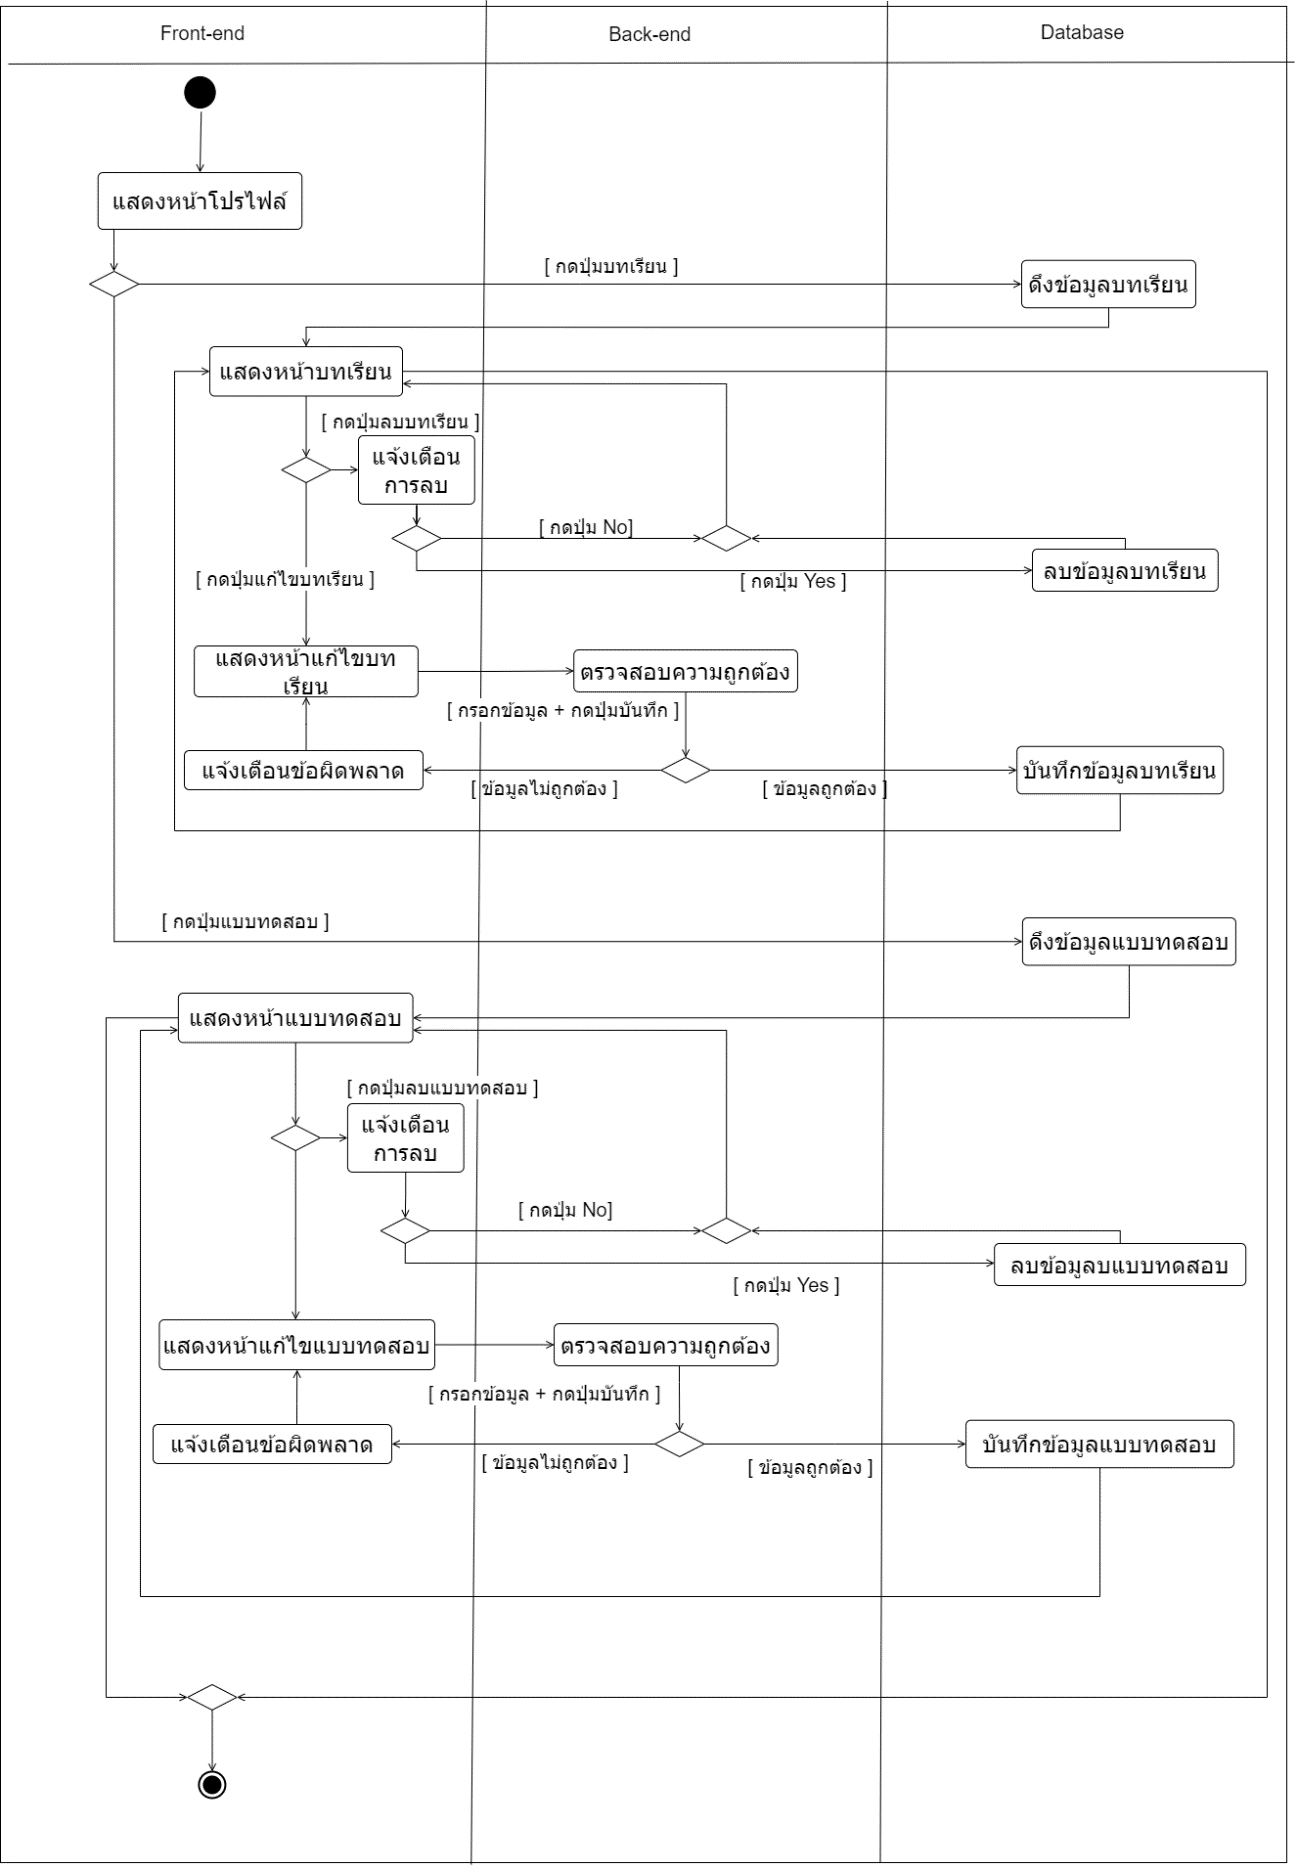 Front-end
Back-end
Database
แสดงหน้าโปรไฟล์
[ กดปุ่มบทเรียน ]
ดึงข้อมูลบทเรียน
แสดงหน้าบทเรียน
[ กดปุ่มลบบทเรียน ]
แจ้งเตือน
การลบ
[ กดปุ่ม No]
[ กดปุ่มแก้ไขบทเรียน ]
[ กดปุ่ม Yes ]
ลบข้อมูลบทเรียน
แสดงหน้าแก้ไขบท
เรียน
ตรวจสอบความถูกต้อง
[ กรอกข้อมูล + กดปุ่มบันทึก ]
แจ้งเตือนข้อผิดพลาด
[ ข้อมูลไม่ถูกต้อง ]
[ ข้อมูลถูกต้อง ]
บันทึกข้อมูลบทเรียน
[ กดปุ่มแบบทดสอบ ]
ดึงข้อมูลแบบทดสอบ
แสดงหน้าแบบทดสอบ
[ กดปุ่มลบแบบทดสอบ ]
แจ้งเตือน
การลบ
[ กดปุ่ม No]
[ กดปุ่ม Yes ]
ลบข้อมูลบแบบทดสอบ
แสดงหน้าแก้ไขแบบทดสอบ
ตรวจสอบความถูกต้อง
[ กรอกข้อมูล + กดปุ่มบันทึก ]
แจ้งเตือนข้อผิดพลาด
[ ข้อมูลไม่ถูกต้อง ]
[ ข้อมูลถูกต้อง ]
บันทึกข้อมูลแบบทดสอบ